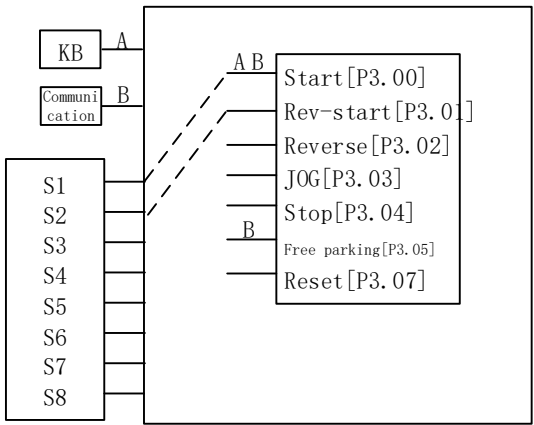 KB
A
Communi
cation
B
S1
S2
S3
S4
S5
S6
S7
S8
A B
B
Start[P3.00]
Rev-start[P3.01]
Reverse[P3.02]
JOG[P3.03]
Stop[P3.04]
Free parking[P3.05]
Reset[P3.07]